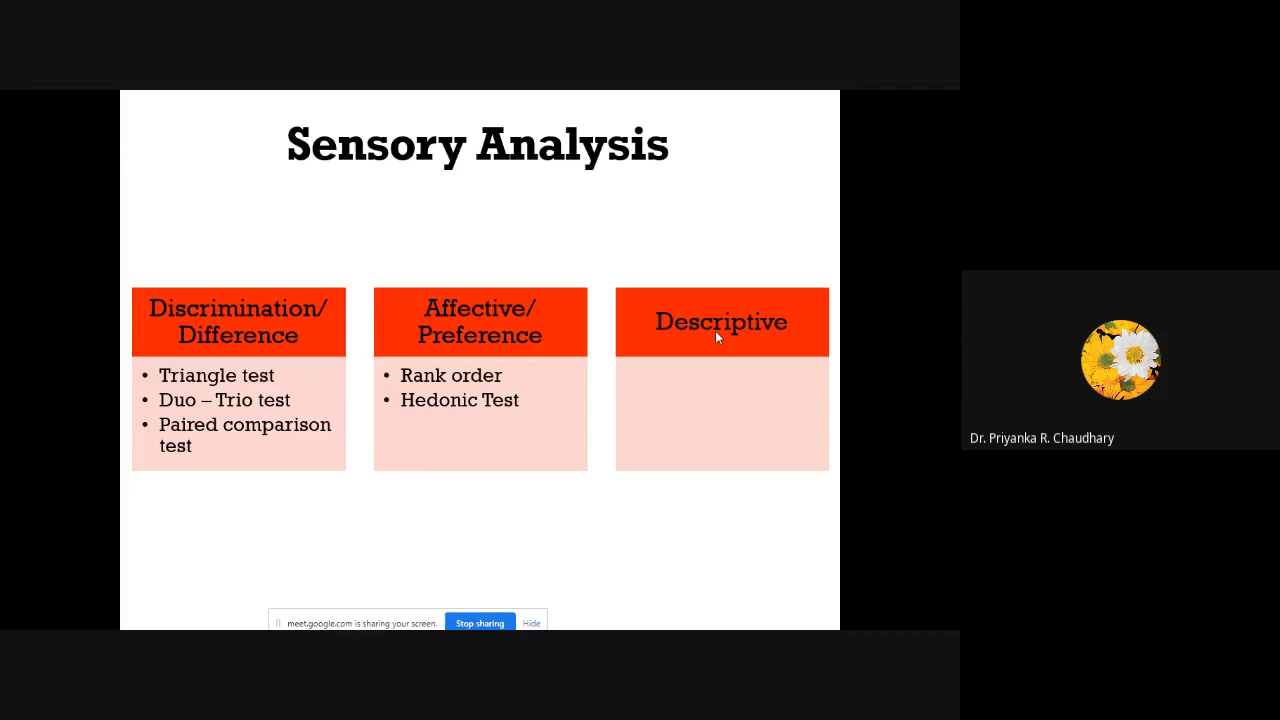 Sensory Analysis
Discrimination/
Difference
• Triangle test
• Duo – Trio test
• Paired comparison
test
Affective/
Preference
• Rank order
• Hedonic Test
Descriptive
meet.google.com is sharing your screen.
Stop sharing
Hide
Dr. Priyanka R. Chaudhary